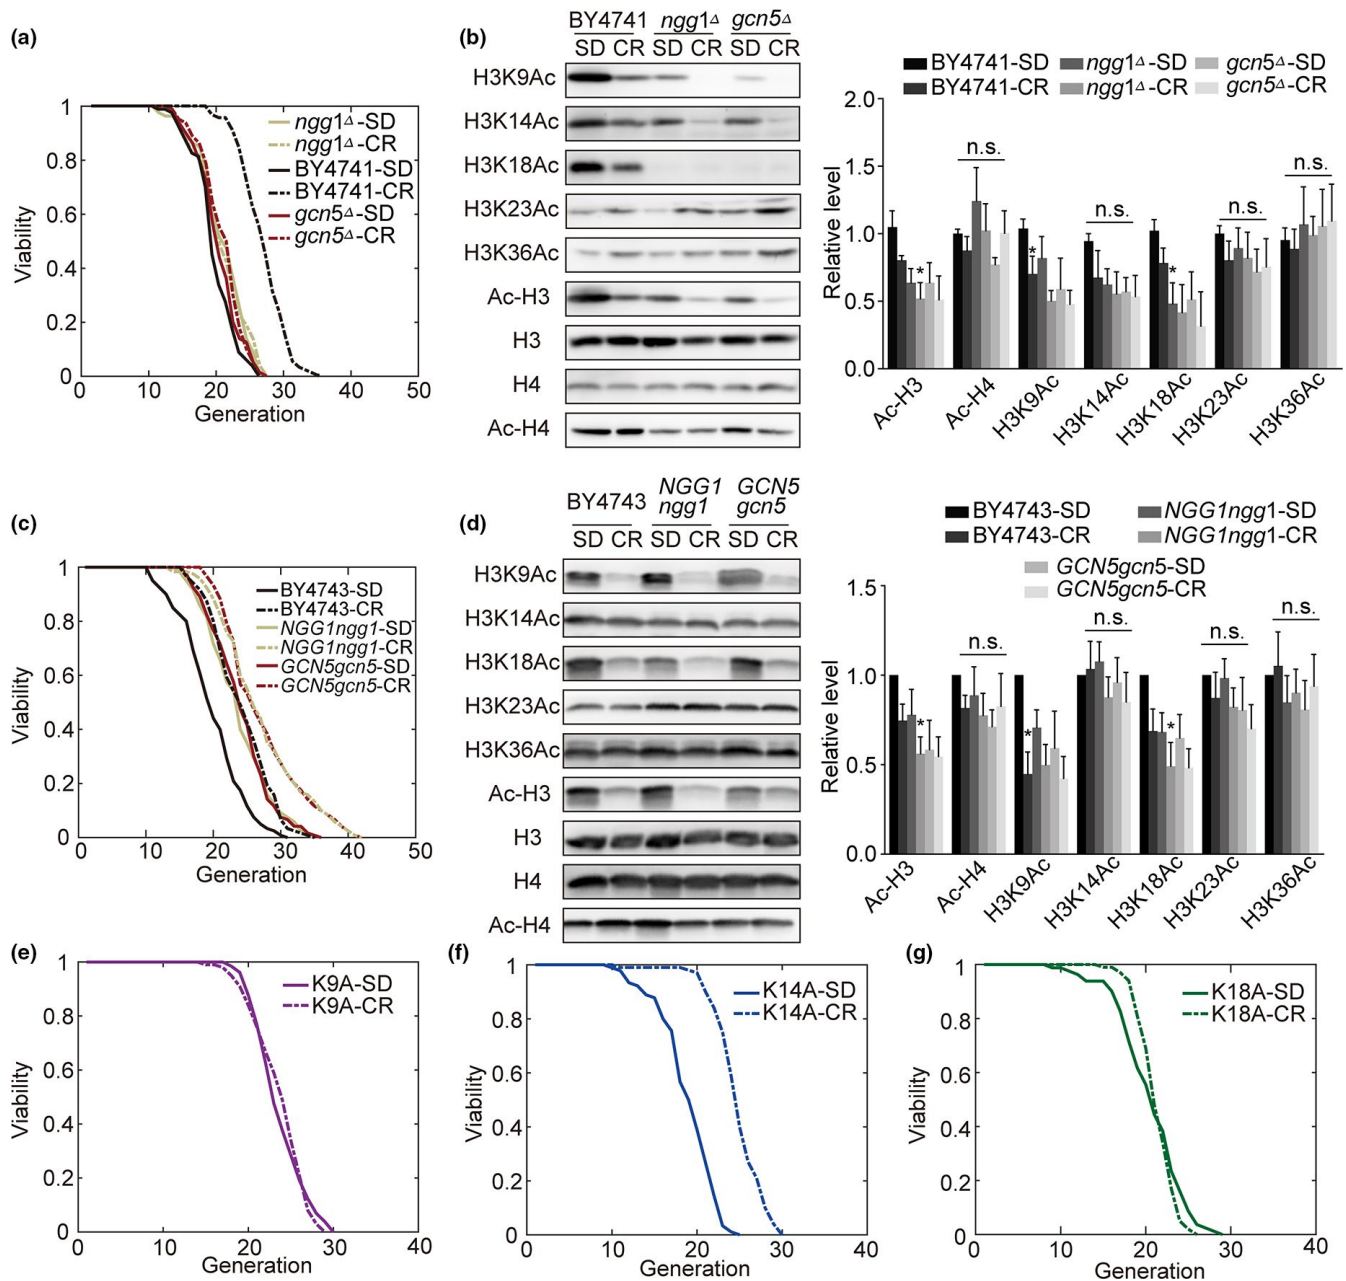 (a)
1
0.8
0.6
0.4
0.2
0
0 10 20 30 40 50
Viability
Generation
ngg1Δ-SD
ngg1Δ-CR
BY4741-SD
BY4741-CR
gcn5Δ-SD
gcn5Δ-CR
(b)
BY4741 ngg1Δ gcn5Δ
SD CR SD CR SD CR
H3K9Ac
H3K14Ac
H3K18Ac
H3K23Ac
H3K36Ac
Ac-H3
H3
H4
Ac-H4
BY4741-SD ngg1Δ-SD gcn5Δ-SD
BY4741-CR ngg1Δ-CR gcn5Δ-CR
2.0
1.5
1.0
0.5
0.0
Relative level
* n.s. * n.s. * n.s. n.s.
Ac-H3 Ac-H4 H3K9Ac H3K14Ac H3K18Ac H3K23Ac H3K36Ac
(c)
1
0.8
0.6
0.4
0.2
0
0 10 20 30 40 50
Viability
Generation
BY4743-SD
BY4743-CR
NGG1ngg1-SD
NGG1ngg1-CR
GCN5gcn5-SD
GCN5gcn5-CR
(d)
NGG1 GCN5
BY4743 ngg1 gcn5
SD CR SD CR SD CR
H3K9Ac
H3K14Ac
H3K18Ac
H3K23Ac
H3K36Ac
Ac-H3
H3
H4
Ac-H4
BY4743-SD NGG1ngg1-SD
BY4743-CR NGG1ngg1-CR
GCN5gcn5-SD
GCN5gcn5-CR
1.5
1.0
0.5
0.0
Relative level
* n.s. * n.s. * n.s. n.s.
Ac-H3 Ac-H4 H3K9Ac H3K14Ac H3K18Ac H3K23Ac H3K36Ac
(e)
1
0.8
0.6
0.4
0.2
0
0 10 20 30 40
Viability
Generation
K9A-SD
K9A-CR
(f)
1
0.8
0.6
0.4
0.2
0
0 10 20 30 40
Viability
Generation
K14A-SD
K14A-CR
(g)
1
0.8
0.6
0.4
0.2
0
0 10 20 30 40
Viability
Generation
K18A-SD
K18A-CR